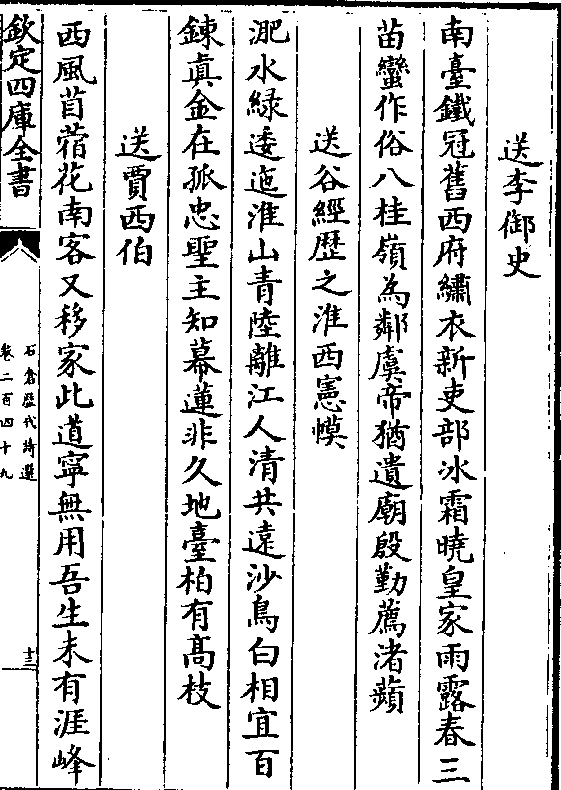 送李御史
南臺鐵冠舊西府繡衣新吏部冰霜曉皇家雨露春三
苗蠻作俗八桂嶺為鄰虞帝猶遺廟殷勤薦渚蘋
送谷經歴之淮西憲幙
淝水緑逶迤淮山青陸離江人清共遠沙鳥白相宜百
鍊真金在孤忠聖主知幕蓮非久地臺柏有髙枝
送賈西伯
西風苜蓿花南客又移家此道寧無用吾生未有涯峰
欽定四庫全書
石倉歴代詩選
卷二百四十九
十三